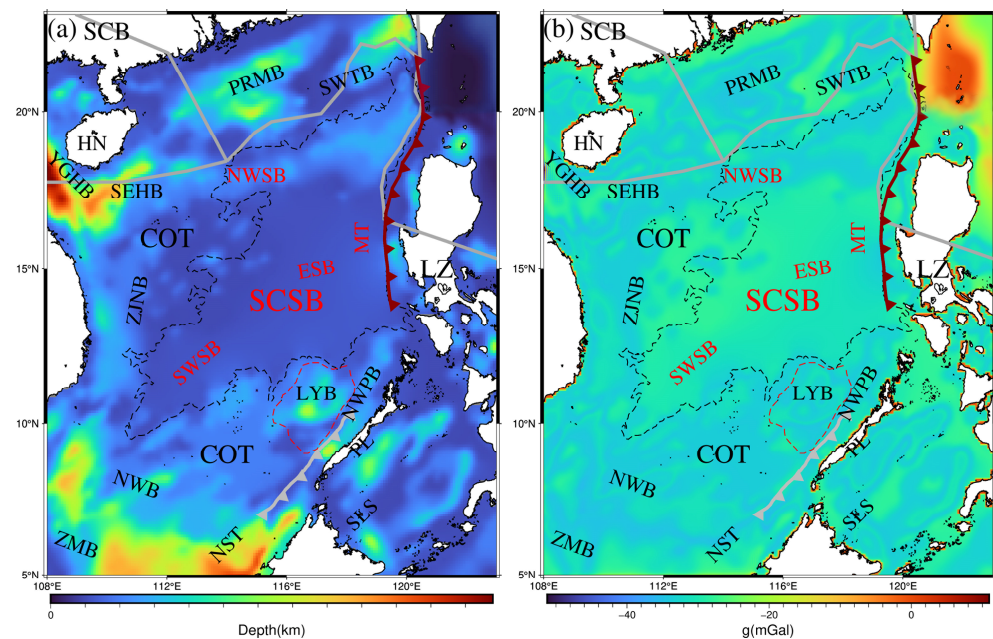 (a)
SCB
PRMB
SWTB
20°N
HN
YGHB
SEHB
NWSB
COT
MT
ESB
LZ
15°N
ZJNB
SCSB
SWSB
LYB
NWPB
10°N
COT
PL
NWB
SLS
ZMB
NST
5°N
108°E
112°E
116°E
120°E
0
Depth(km)
(b)
SCB
PRMB
SWTB
20°N
HN
YGHB
SEHB
NWSB
COT
MT
ESB
LZ
15°N
ZJNB
SCSB
SWSB
LYB
NWPB
10°N
COT
PL
NWB
SLS
ZMB
NST
5°N
108°E
112°E
116°E
120°E
−40
−20
0
g(mGal)